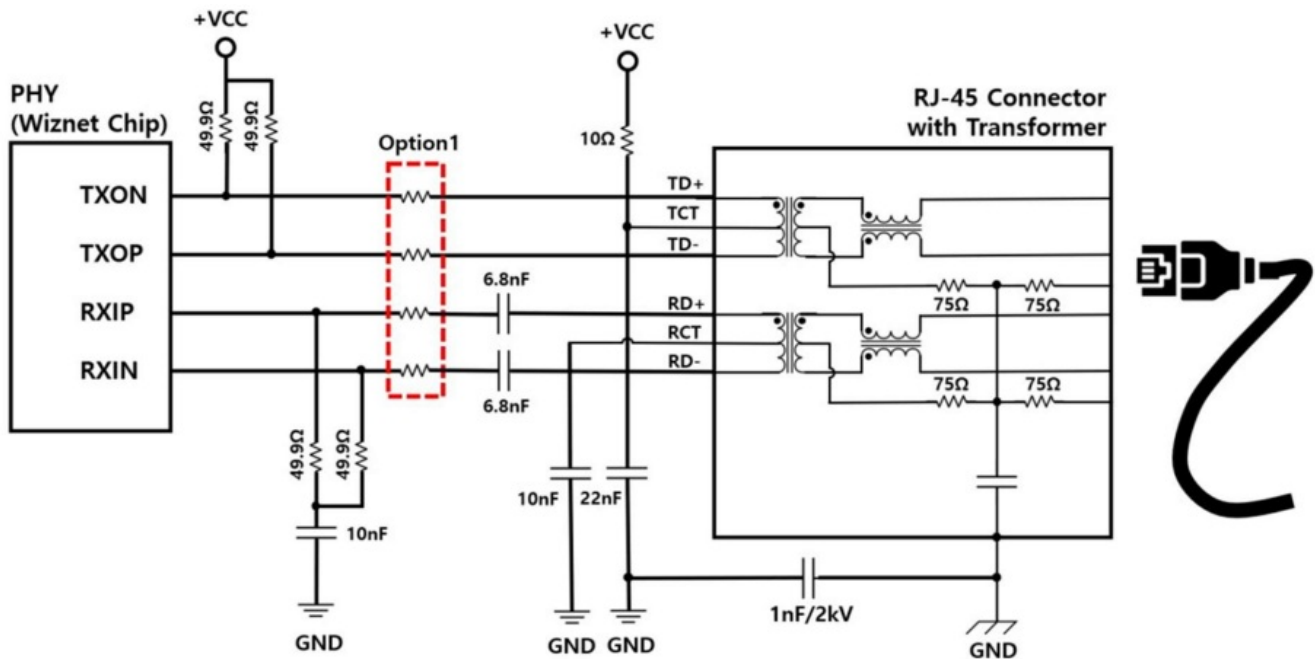 +VCC
+VCC
PHY
(Wiznet Chip)
49.9Ω
49.9Ω
Option1
10Ω
RJ-45 Connector
with Transformer
TXON
TD+
TCT
TXOP
TD-
6.8nF
75Ω
75Ω
RXIP
RD+
RCT
RXIN
RD-
6.8nF
75Ω
75Ω
49.9Ω
49.9Ω
10nF
22nF
10nF
1nF/2kV
GND
GND
GND
GND